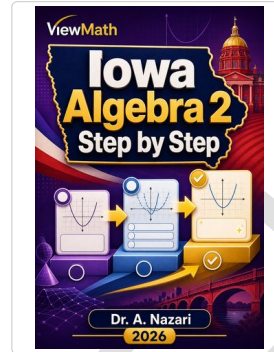 ViewMath
Iowa
Algebra 2
Step by Step
Dr. A. Nazari
2026